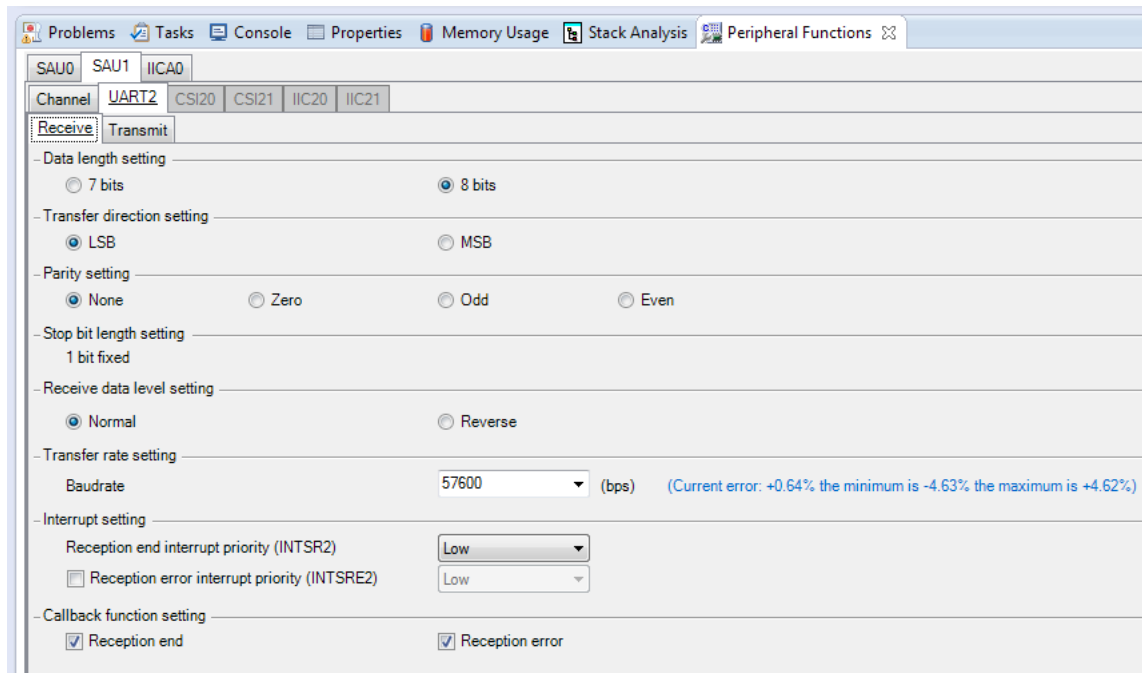 Problems Tasks Console Properties Memory Usage Stack Analysis Peripheral Functions
SAU0 SAU1 IICA0
Channel UART2 CSI20 CSI21 IIC20 IIC21
Receive Transmit
Data length setting
7 bits 8 bits
Transfer direction setting
LSB MSB
Parity setting
None Zero Odd Even
Stop bit length setting
1 bit fixed
Receive data level setting
Normal Reverse
Transfer rate setting
Baudrate 57600 (bps) (Current error: +0.64% the minimum is -4.63% the maximum is +4.62%)
Interrupt setting
Reception end interrupt priority (INTSR2) Low
Reception error interrupt priority (INTSRE2) Low
Callback function setting
Reception end Reception error